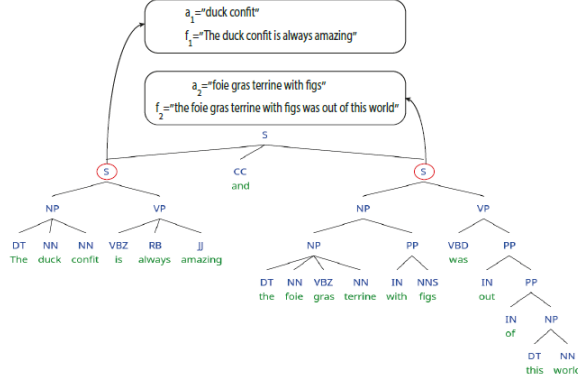 a1="duck confit"
f1="The duck confit is always amazing"
a2="foie gras terrine with figs"
f2="the foie gras terrine with figs was out of this world"
S
S CC S
and
NP VP NP VP
DT NN NN VBZ RB JJ NP PP VBD PP
The duck confit is always amazing was
DT NN VBZ NN IN NNS IN PP
the foie gras terrine with figs out
IN NP
of
DT NN
this world